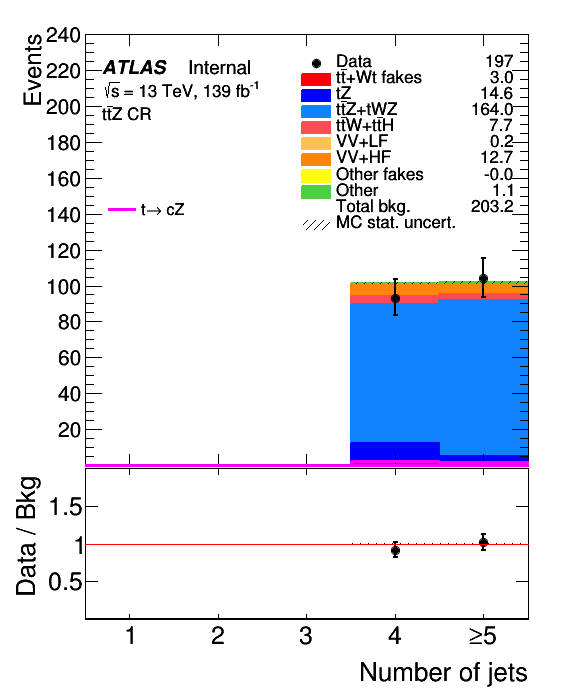 Events
240
220
200
180
160
140
120
100
80
60
40
20
ATLAS Internal
√s = 13 TeV, 139 fb⁻¹
tt̄Z CR
t→ cZ
Data 197
tt̄+Wt fakes 3.0
tZ 14.6
tt̄Z+tWZ 164.0
tt̄W+tt̄H 7.7
VV+LF 0.2
VV+HF 12.7
Other fakes -0.0
Other 1.1
Total bkg. 203.2
MC stat. uncert.
Data / Bkg
1.5
1
0.5
1 2 3 4 ≥5
Number of jets